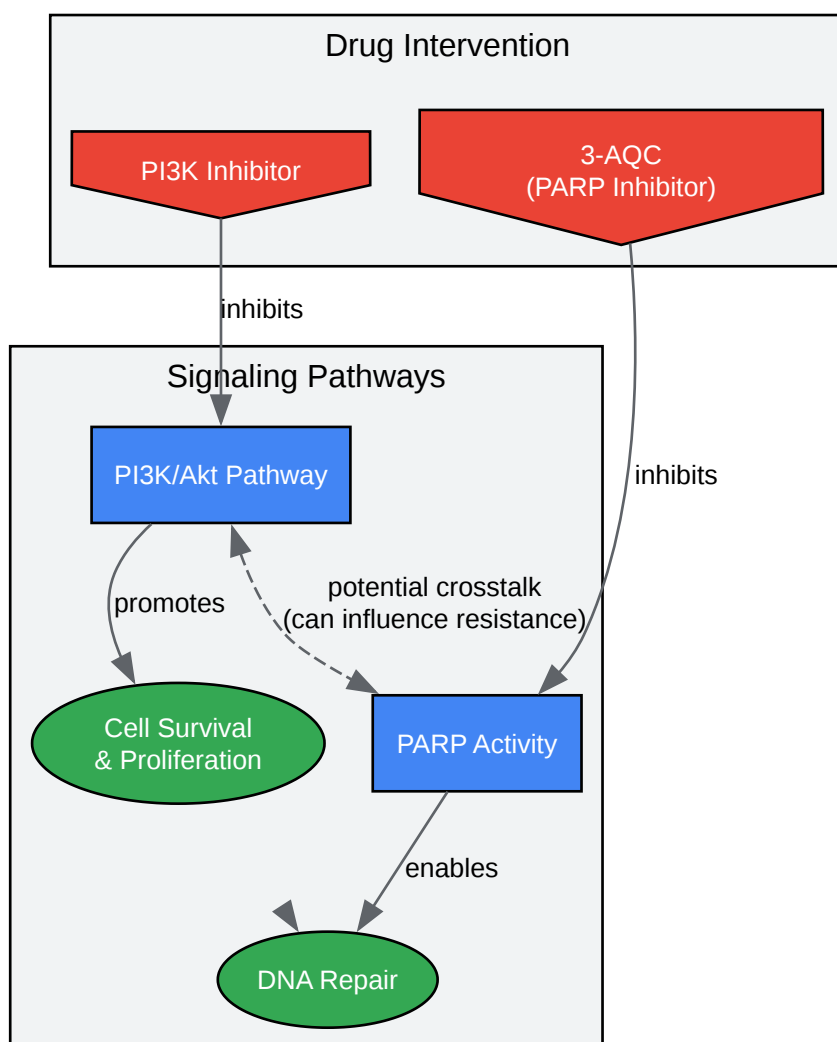 Drug Intervention
PI3K Inhibitor
3-AQC
(PARP Inhibitor)
inhibits
Signaling Pathways
PI3K/Akt Pathway
inhibits
promotes
potential crosstalk
(can influence resistance)
Cell Survival
& Proliferation
PARP Activity
enables
DNA Repair